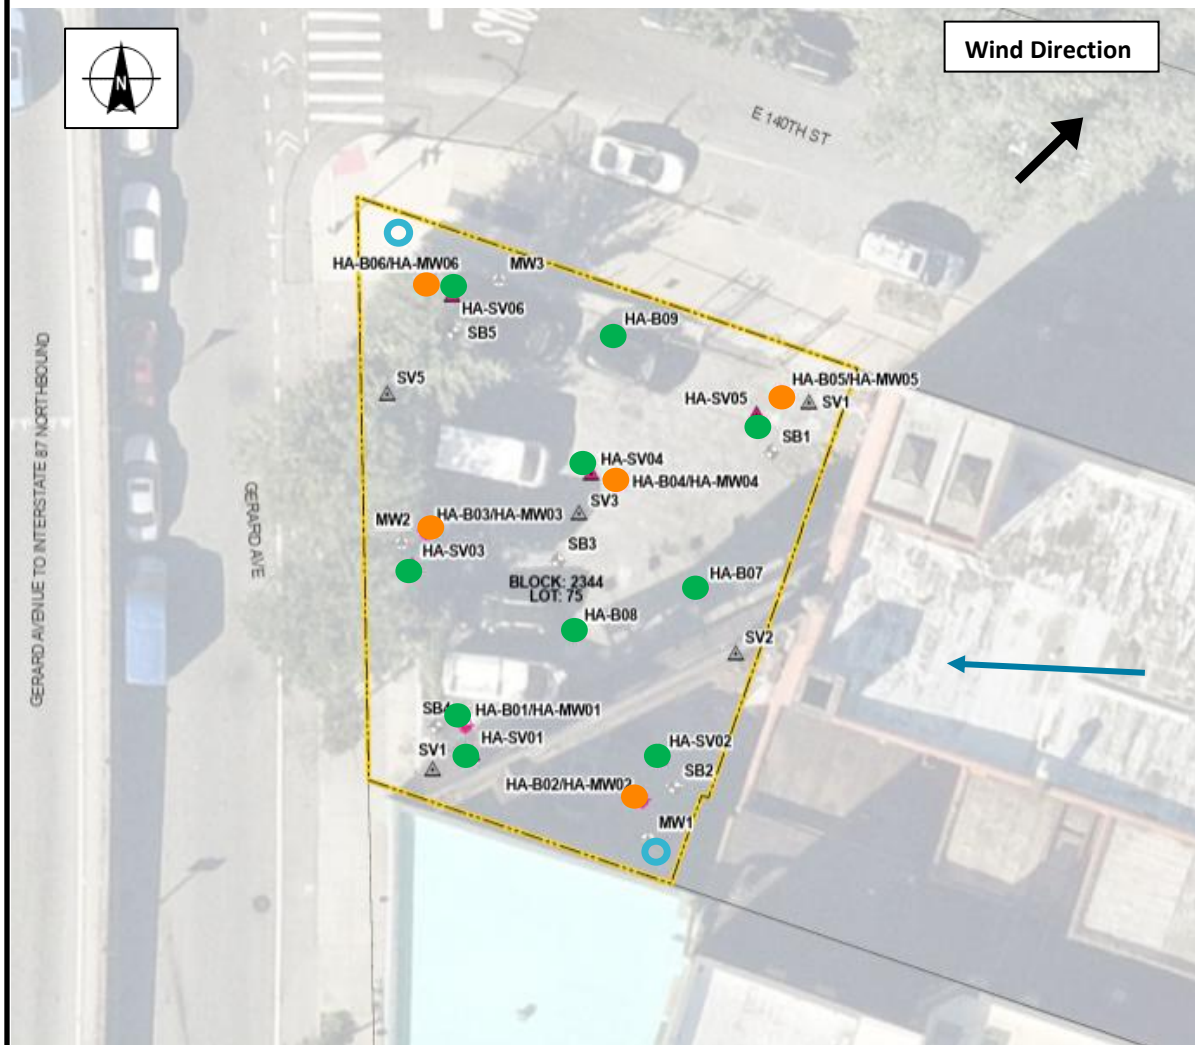 Wind Direction
N
E 140TH ST
HA-B06/HA-MW06
MW3
HA-SV06
SB5
HA-B09
SV5
HA-B05/HA-MW05
HA-SV05
SV1
SB1
HA-SV04
HA-B04/HA-MW04
SV3
HA-B03/HA-MW03
MW2
HA-SV03
SB3
BLOCK: 2344
LOT: 75
HA-B07
HA-B08
SV2
GERARD AVENUE TO INTERSTATE 87 NORTHBOUND
GERARD AVE
SB4
HA-B01/HA-MW01
HA-SV01
SV1
HA-SV02
SB2
HA-B02/HA-MW02
MW1